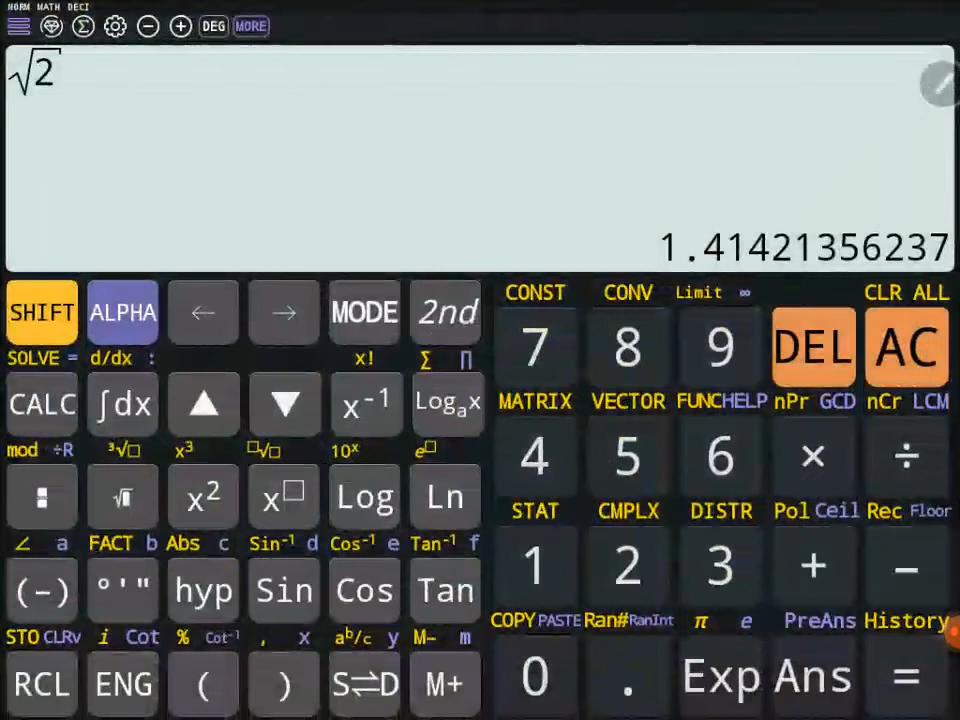 NORM MATH DECI
DEG MORE
√2
1.41421356237
CONST CONV Limit ∞ CLR ALL
SHIFT ALPHA ← → MODE 2nd 7 8 9 DEL AC
SOLVE = d/dx : x! ∑ ∏
CALC ∫dx ▲ ▼ x⁻¹ Logₐx
MATRIX VECTOR FUNC HELP nPr GCD nCr LCM
4 5 6 × ÷
mod ÷R ³√□ x³ □√□ 10ˣ e□
√□ x² x□ Log Ln
STAT CMPLX DISTR Pol Ceil Rec Floor
∠ a FACT b Abs c Sin⁻¹ d Cos⁻¹ e Tan⁻¹ f
(−) °'" hyp Sin Cos Tan 1 2 3 + −
COPY PASTE Ran# RanInt π e PreAns History
STO CLRv i Cot % Cot⁻¹ , x aᵇ/c y M− m
RCL ENG ( ) S⇌D M+ 0 . Exp Ans =